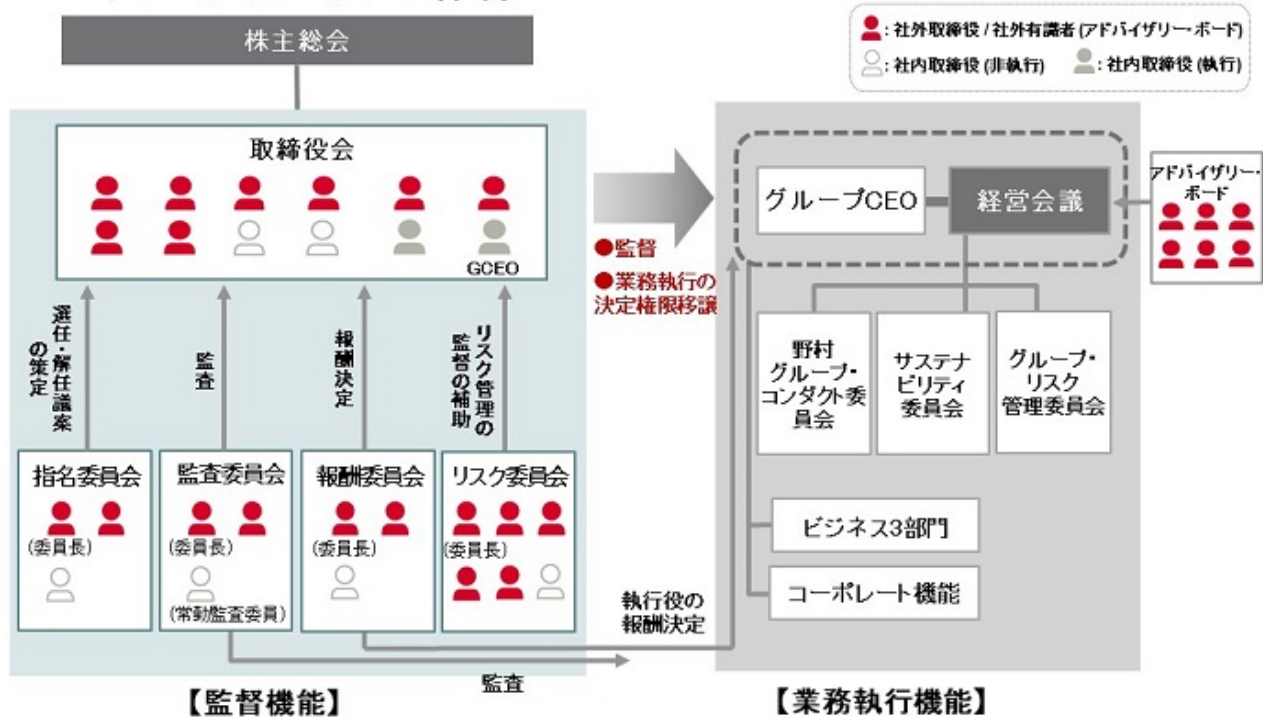 株主総会
: 社外取締役 / 社外有識者 (アドバイザリー・ボード)
: 社内取締役 (非執行)
: 社内取締役 (執行)
取締役会
GCEO
●監督
●業務執行の
決定権限移譲
グループCEO
経営会議
アドバイザリー・
ボード
選任・解任議案
の策定
監査
報酬決定
リスク管理の
監督の補助
野村
グループ・
コンダクト委
員会
サステナ
ビリティ
委員会
グループ・
リスク
管理委員会
指名委員会
(委員長)
監査委員会
(委員長)
(常勤監査委員)
報酬委員会
(委員長)
リスク委員会
(委員長)
ビジネス3部門
コーポレート機能
執行役の
報酬決定
監査
【監督機能】
【業務執行機能】